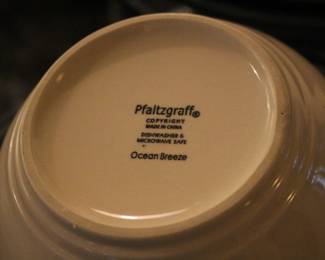 Pfaltzgraff®
COPYRIGHT
MADE IN CHINA
DISHWASHER &
MICROWAVE SAFE
Ocean Breeze